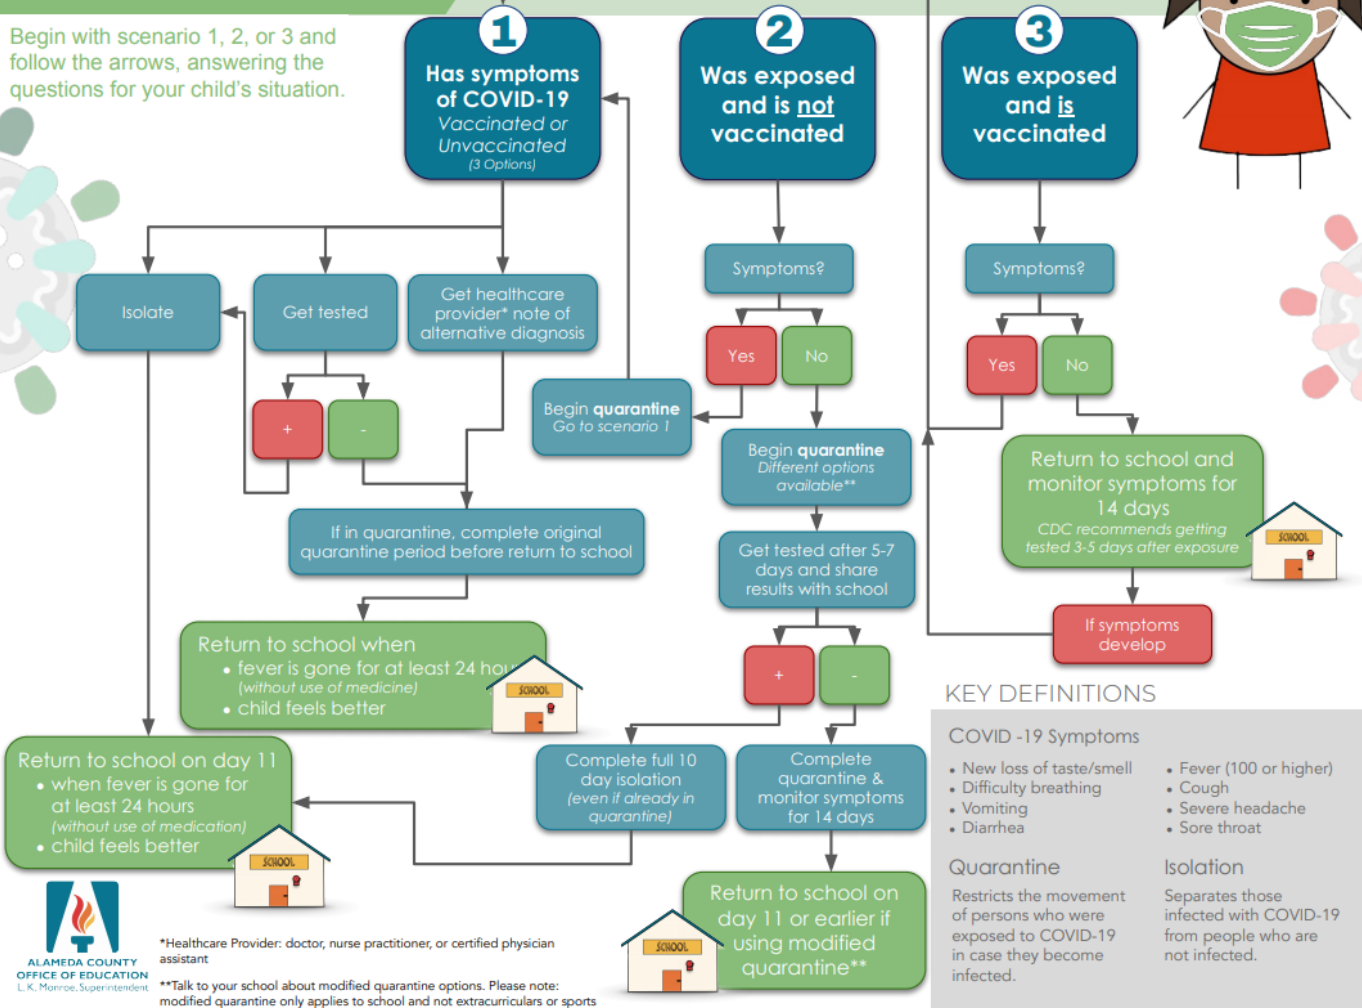 Begin with scenario 1, 2, or 3 and
follow the arrows, answering the
questions for your child's situation.
1
Has symptoms
of COVID-19
Vaccinated or
Unvaccinated
(3 Options)
2
Was exposed
and is not
vaccinated
3
Was exposed
and is
vaccinated
Isolate
Get tested
Get healthcare
provider* note of
alternative diagnosis
+
-
If in quarantine, complete original
quarantine period before return to school
Return to school when
• fever is gone for at least 24
(without use of medicine)
• child feels better
SCHOOL
Return to school on day 11
• when fever is gone for
at least 24 hours
(without use of medication)
• child feels better
SCHOOL
Symptoms?
Yes
No
Begin quarantine
Go to scenario 1
Begin quarantine
Different options
available**
Get tested after 5-7
days and share
results with school
+
-
Complete full 10
day isolation
(even if already in
quarantine)
Complete
quarantine &
monitor symptoms
for 14 days
Return to school on
day 11 or earlier if
using modified
quarantine**
SCHOOL
Symptoms?
Yes
No
Return to school and
monitor symptoms for
14 days
CDC recommends getting
tested 3-5 days after exposure
SCHOOL
If symptoms
develop
KEY DEFINITIONS
COVID -19 Symptoms
• New loss of taste/smell
• Difficulty breathing
• Vomiting
• Diarrhea
• Fever (100 or higher)
• Cough
• Severe headache
• Sore throat
Quarantine
Restricts the movement
of persons who were
exposed to COVID-19
in case they become
infected.
Isolation
Separates those
infected with COVID-19
from people who are
not infected.
ALAMEDA COUNTY
OFFICE OF EDUCATION
L. K. Monroe, Superintendent
*Healthcare Provider: doctor, nurse practitioner, or certified physician
assistant
**Talk to your school about modified quarantine options. Please note:
modified quarantine only applies to school and not extracurriculars or sports